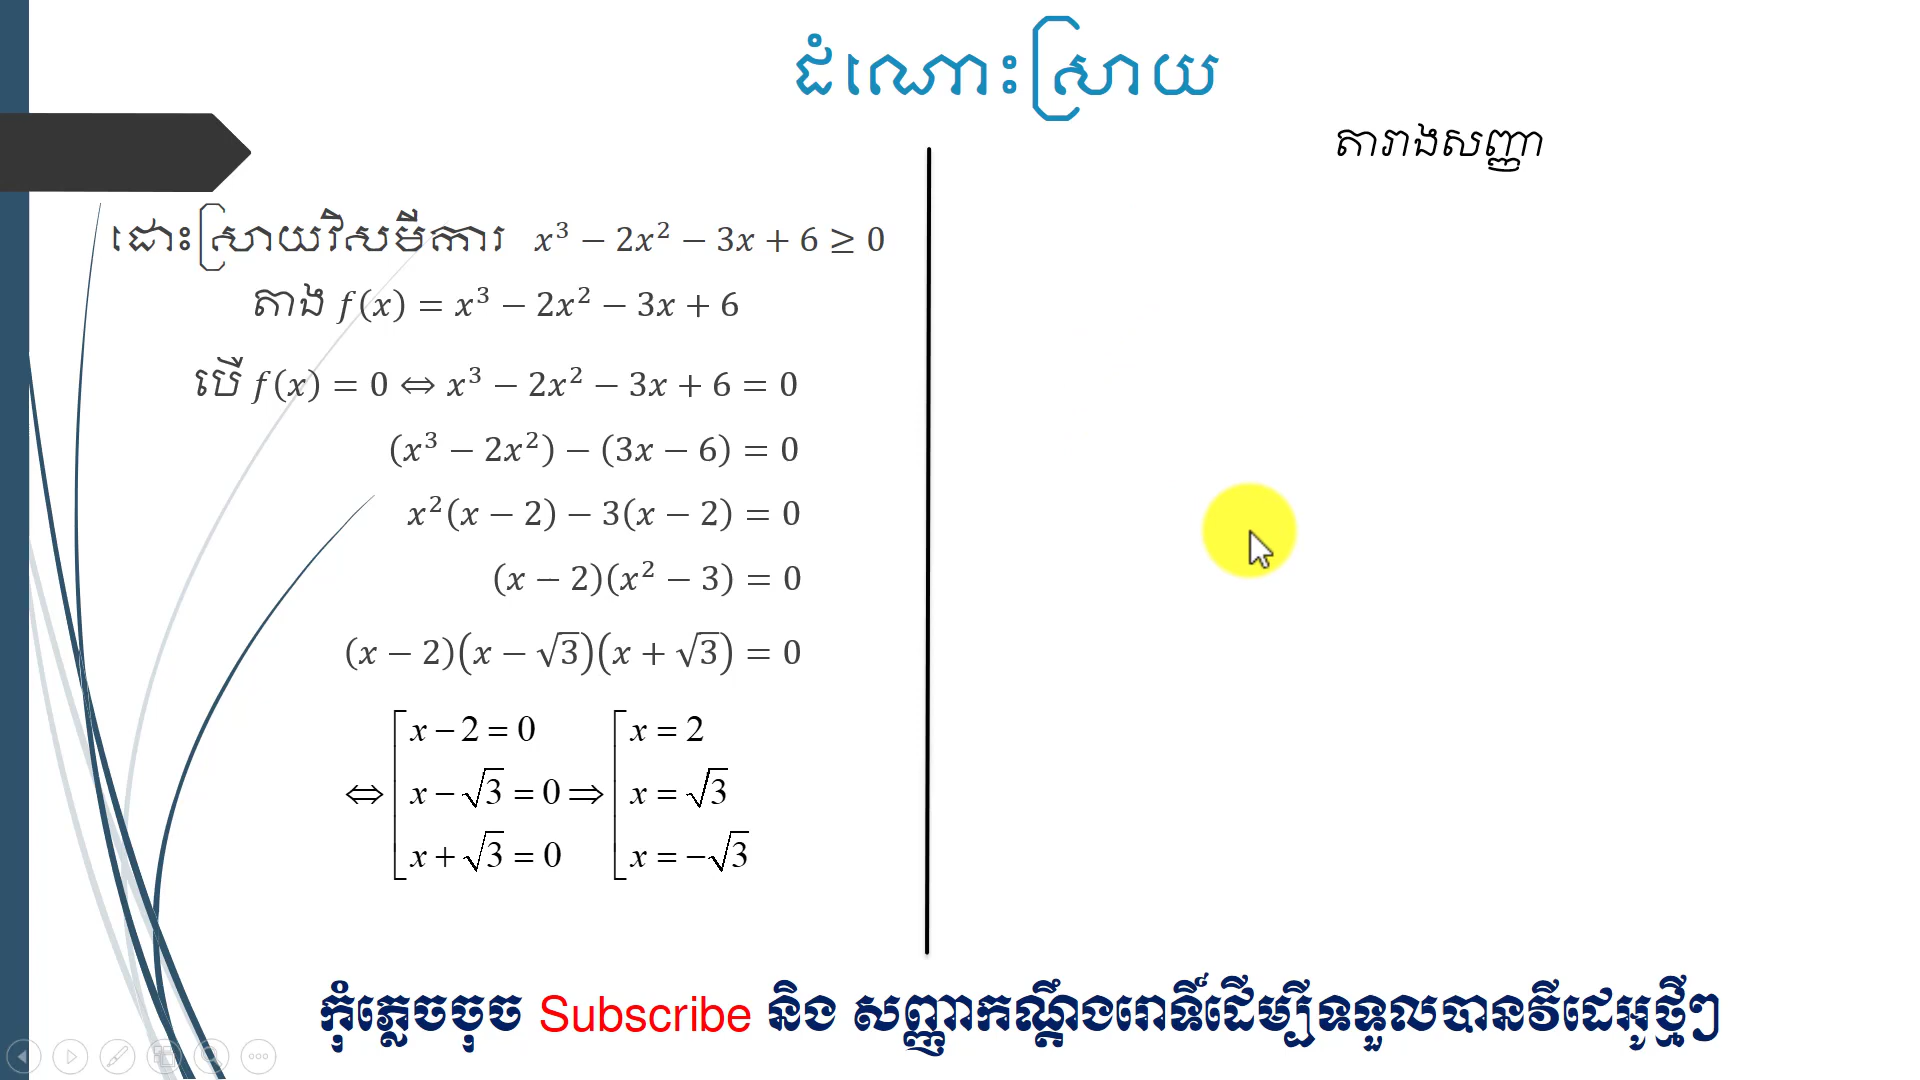 ដំណោះស្រាយ
តារាងសញ្ញា
ដោះស្រាយវិសមីការ x³ − 2x² − 3x + 6 ≥ 0
តាង f(x) = x³ − 2x² − 3x + 6
បើ f(x) = 0 ⇔ x³ − 2x² − 3x + 6 = 0
(x³ − 2x²) − (3x − 6) = 0
x²(x − 2) − 3(x − 2) = 0
(x − 2)(x² − 3) = 0
(x − 2)(x − √3)(x + √3) = 0
⇔ [ x − 2 = 0 ⇒ [ x = 2
x − √3 = 0 x = √3
x + √3 = 0 x = −√3
កុំភ្លេចចុច Subscribe និង សញ្ញាកណ្ដឹងរោទិ៍ដើម្បីទទួលបានវីដេអូថ្មីៗ